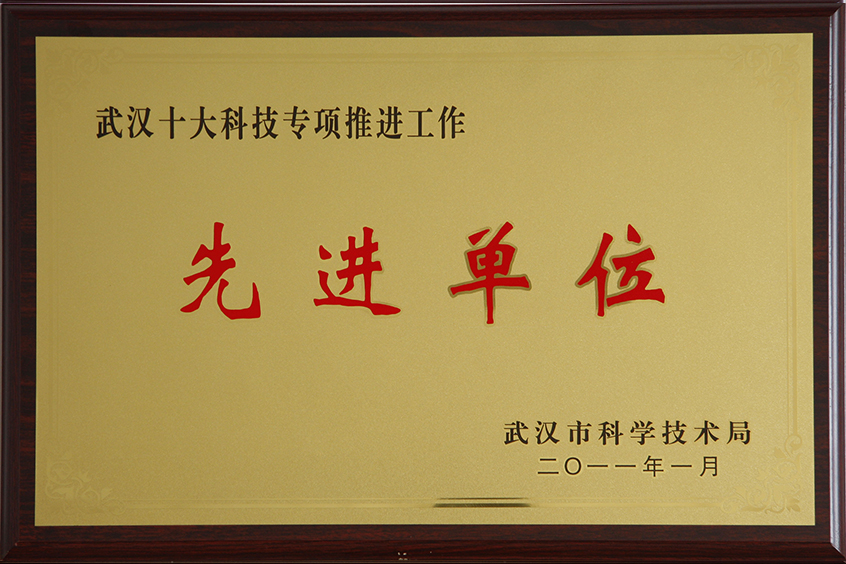 武汉十大科技专项推进工作
先进单位
武汉市科学技术局
二〇一一年一月